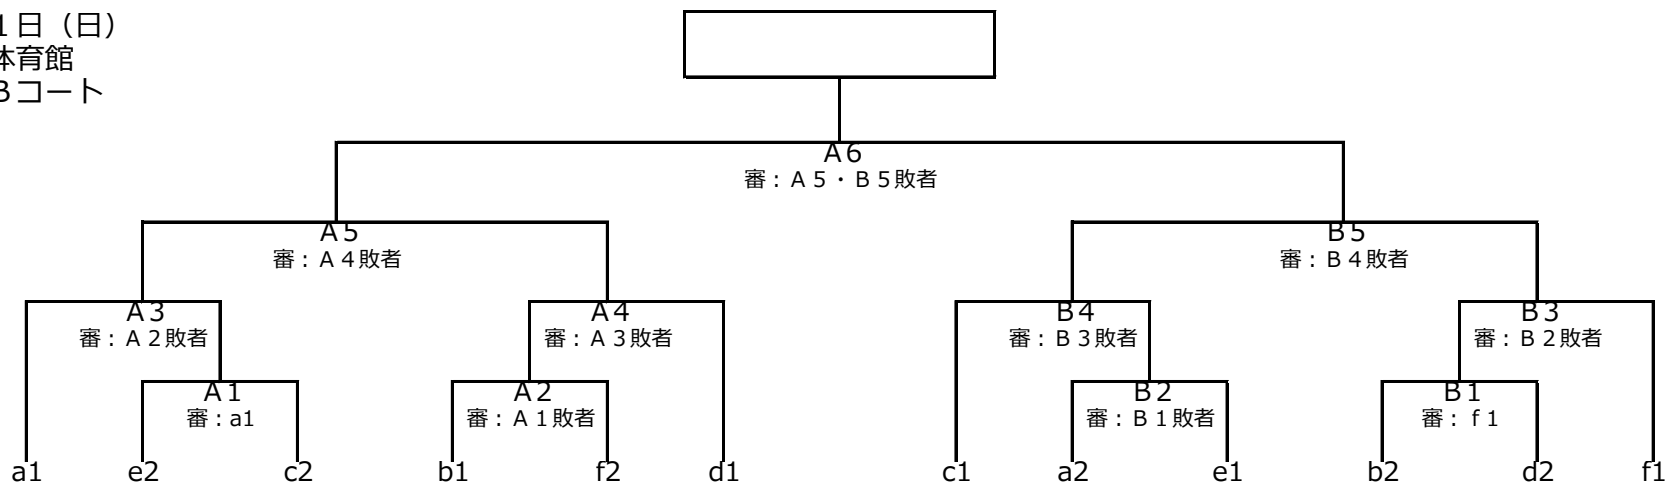 １日（日）
体育館
Ｂコート
Ａ６
審：Ａ５・Ｂ５敗者
Ａ５
審：Ａ４敗者
Ｂ５
審：Ｂ４敗者
Ａ３
審：Ａ２敗者
Ａ４
審：Ａ３敗者
Ｂ４
審：Ｂ３敗者
Ｂ３
審：Ｂ２敗者
Ａ１
審：a1
Ａ２
審：Ａ１敗者
Ｂ２
審：Ｂ１敗者
Ｂ１
審：ｆ１
a1 e2 c2 b1 f2 d1 c1 a2 e1 b2 d2 f1